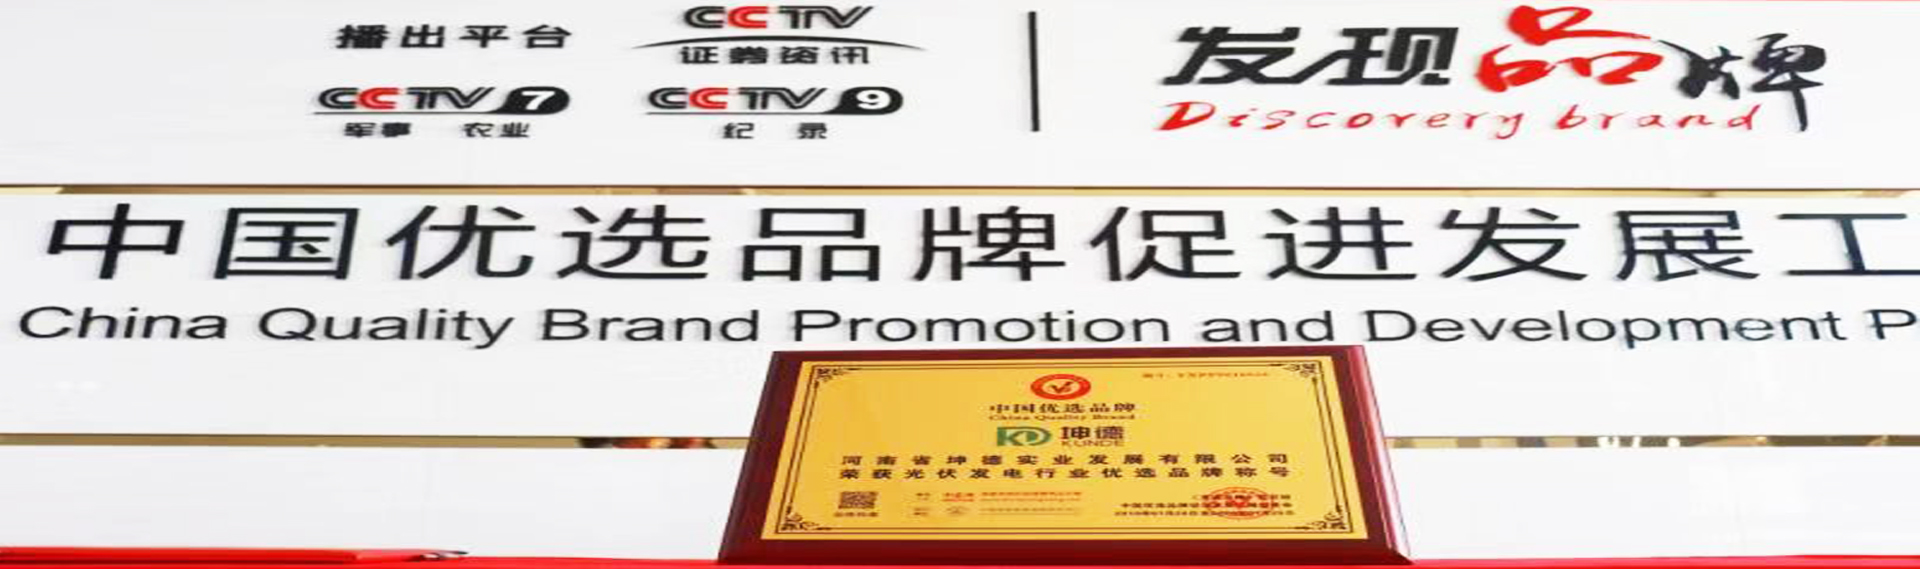 播出平台
CCTV
证券资讯
CCTV 7
军事 农业
CCTV 9
纪录
发现品牌
Discovery brand
中国优选品牌促进发展工
China Quality Brand Promotion and Development P
中国优选品牌
China Quality Brand
坤德
KUNDE
河南省坤德实业发展有限公司
荣获光伏发电行业优选品牌称号